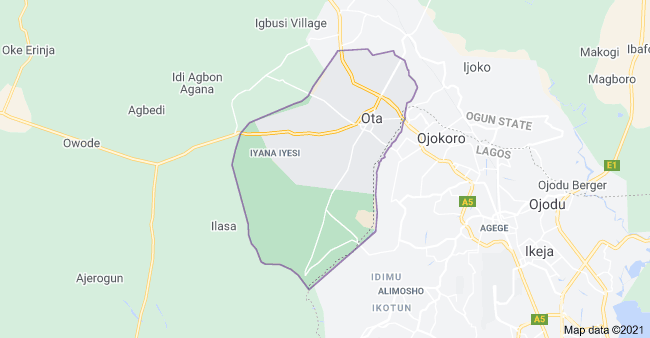 Igbusi Village
Oke Erinja
Makogi
Ibafo
Ijoko
Idi Agbon
Agana
Magboro
Agbedi
Ota
OGUN STATE
Ojokoro
Owode
IYANA IYESI
LAGOS
E1
Ojodu Berger
A5
Ojodu
Ilasa
AGEGE
Ikeja
IDIMU
Ajerogun
ALIMOSHO
IKOTUN
A5
Map data ©2021